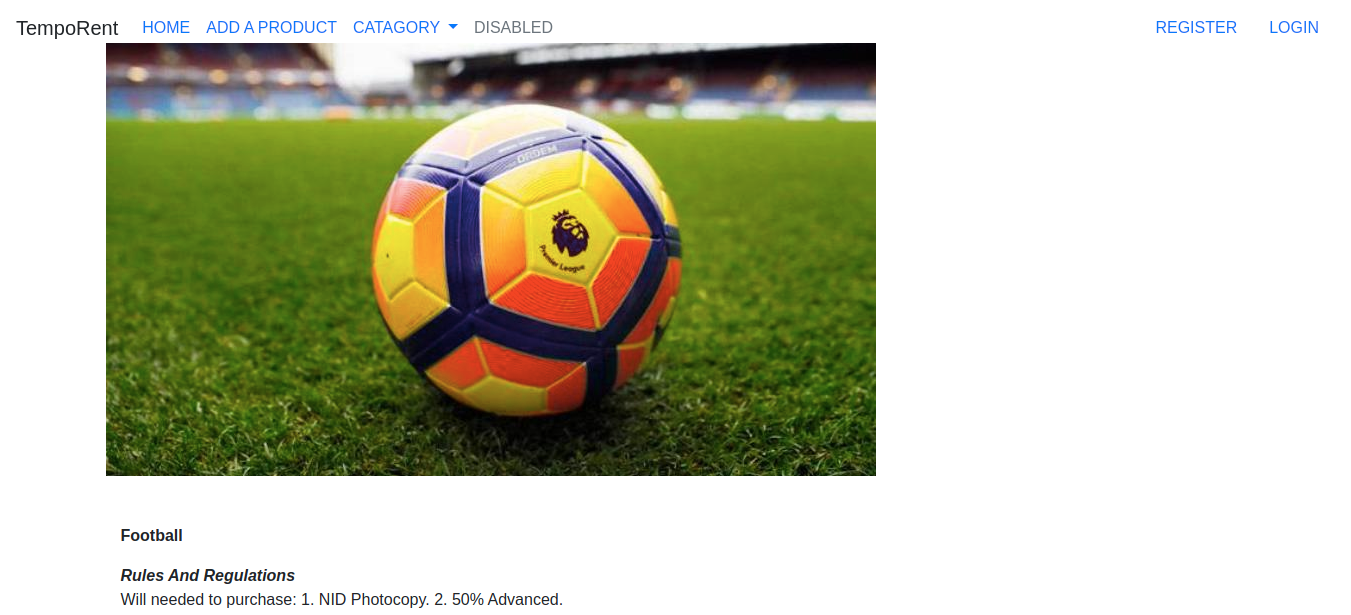 TempoRent HOME ADD A PRODUCT CATAGORY DISABLED REGISTER LOGIN
ORDEM
Premier League
Football
Rules And Regulations
Will needed to purchase: 1. NID Photocopy. 2. 50% Advanced.